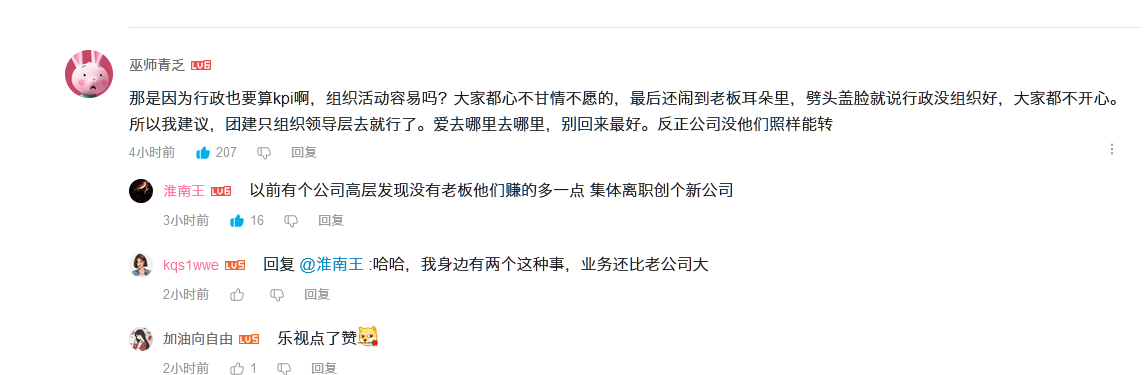 巫师青乏 LV6
那是因为行政也要算kpi啊，组织活动容易吗？大家都心不甘情不愿的，最后还闹到老板耳朵里，劈头盖脸就说行政没组织好，大家都不开心。
所以我建议，团建只组织领导层去就行了。爱去哪里去哪里，别回来最好。反正公司没他们照样能转
4小时前 207 回复
淮南王 LV6 以前有个公司高层发现没有老板他们赚的多一点 集体离职创个新公司
3小时前 16 回复
kqs1wwe LV5 回复 @淮南王 :哈哈，我身边有两个这种事，业务还比老公司大
2小时前 回复
加油向自由 LV5 乐视点了赞
2小时前 1 回复